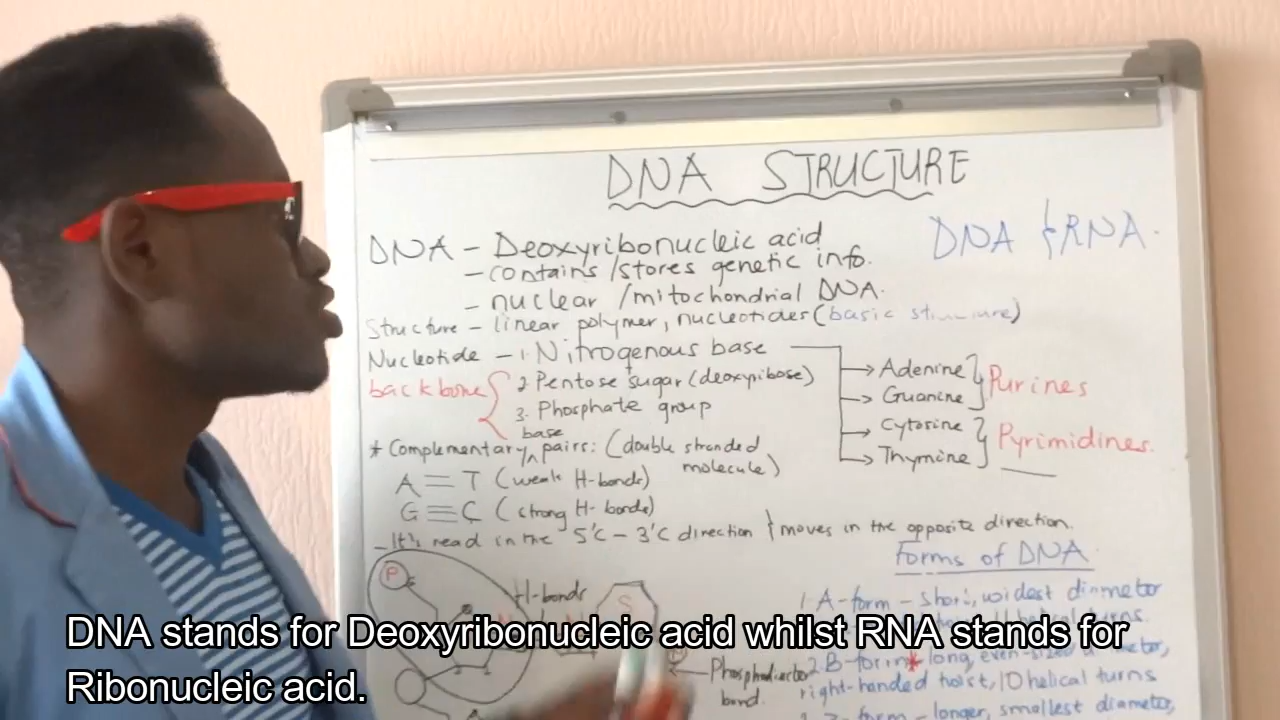 DNA STRUCTURE
DNA & RNA.
DNA - Deoxyribonucleic acid
- contains/stores genetic info.
- nuclear /mitochondrial DNA.
Structure - linear polymer, nucleotides (basic structure)
Nucleotide - 1. Nitrogenous base
backbone { 2. Pentose sugar (deoxyribose)
3. Phosphate group
Adenine
Guanine
} Purines
Cytosine
Thymine
} Pyrimidines.
* Complementary base pairs: (double stranded molecule)
A = T (weak H-bonds)
G ≡ C (strong H-bonds)
- It's read in the 5'C - 3'C direction & moves in the opposite direction.
P
H-bonds
S
Phosphodiester bond.
Forms of DNA
1. A-form - short, widest diameter
helical turns
2. B-form * long,
right-handed twist, 10 helical turns
form - longer, smallest diameter,
DNA stands for Deoxyribonucleic acid whilst RNA stands for
Ribonucleic acid.